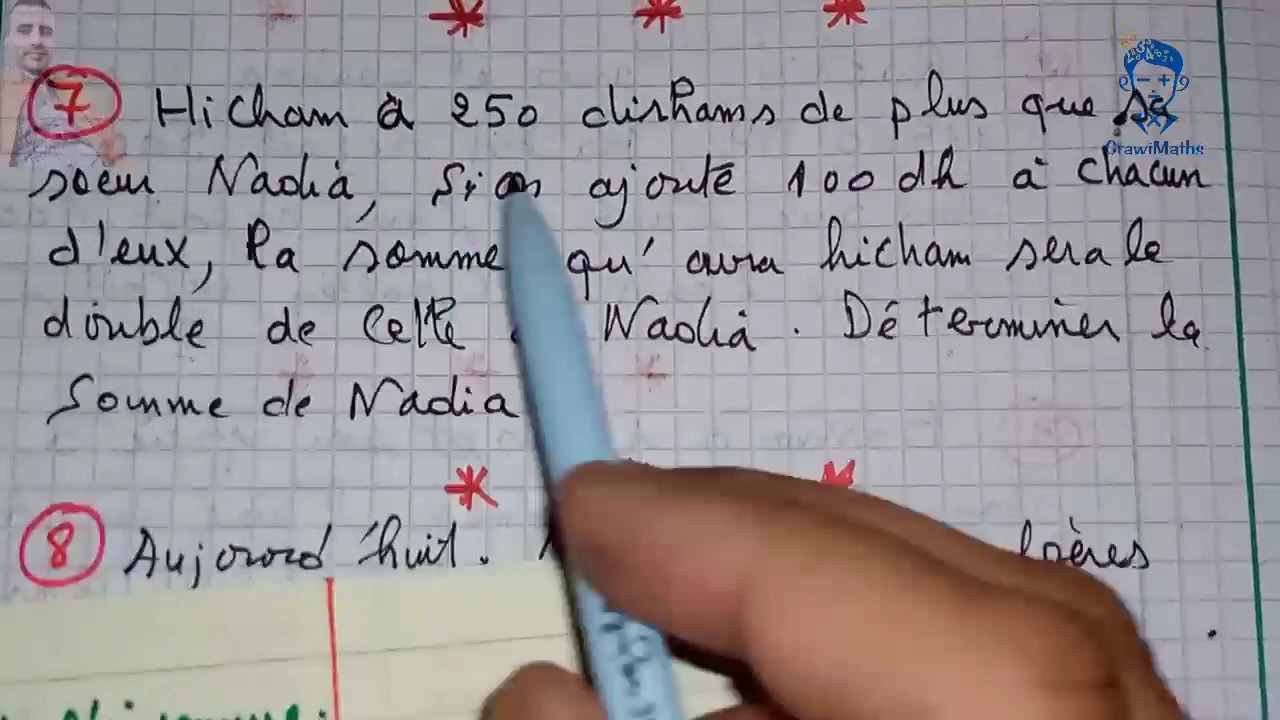 7 Hicham à 250 dirhams de plus que sa
soeur Nadia, Si on ajoute 100 dh à chacun
d'eux, la somme qu' aura hicham sera le
double de celle Nadia. Déterminer la
Somme de Nadia
8 Aujourd'huit.
GrawiMaths